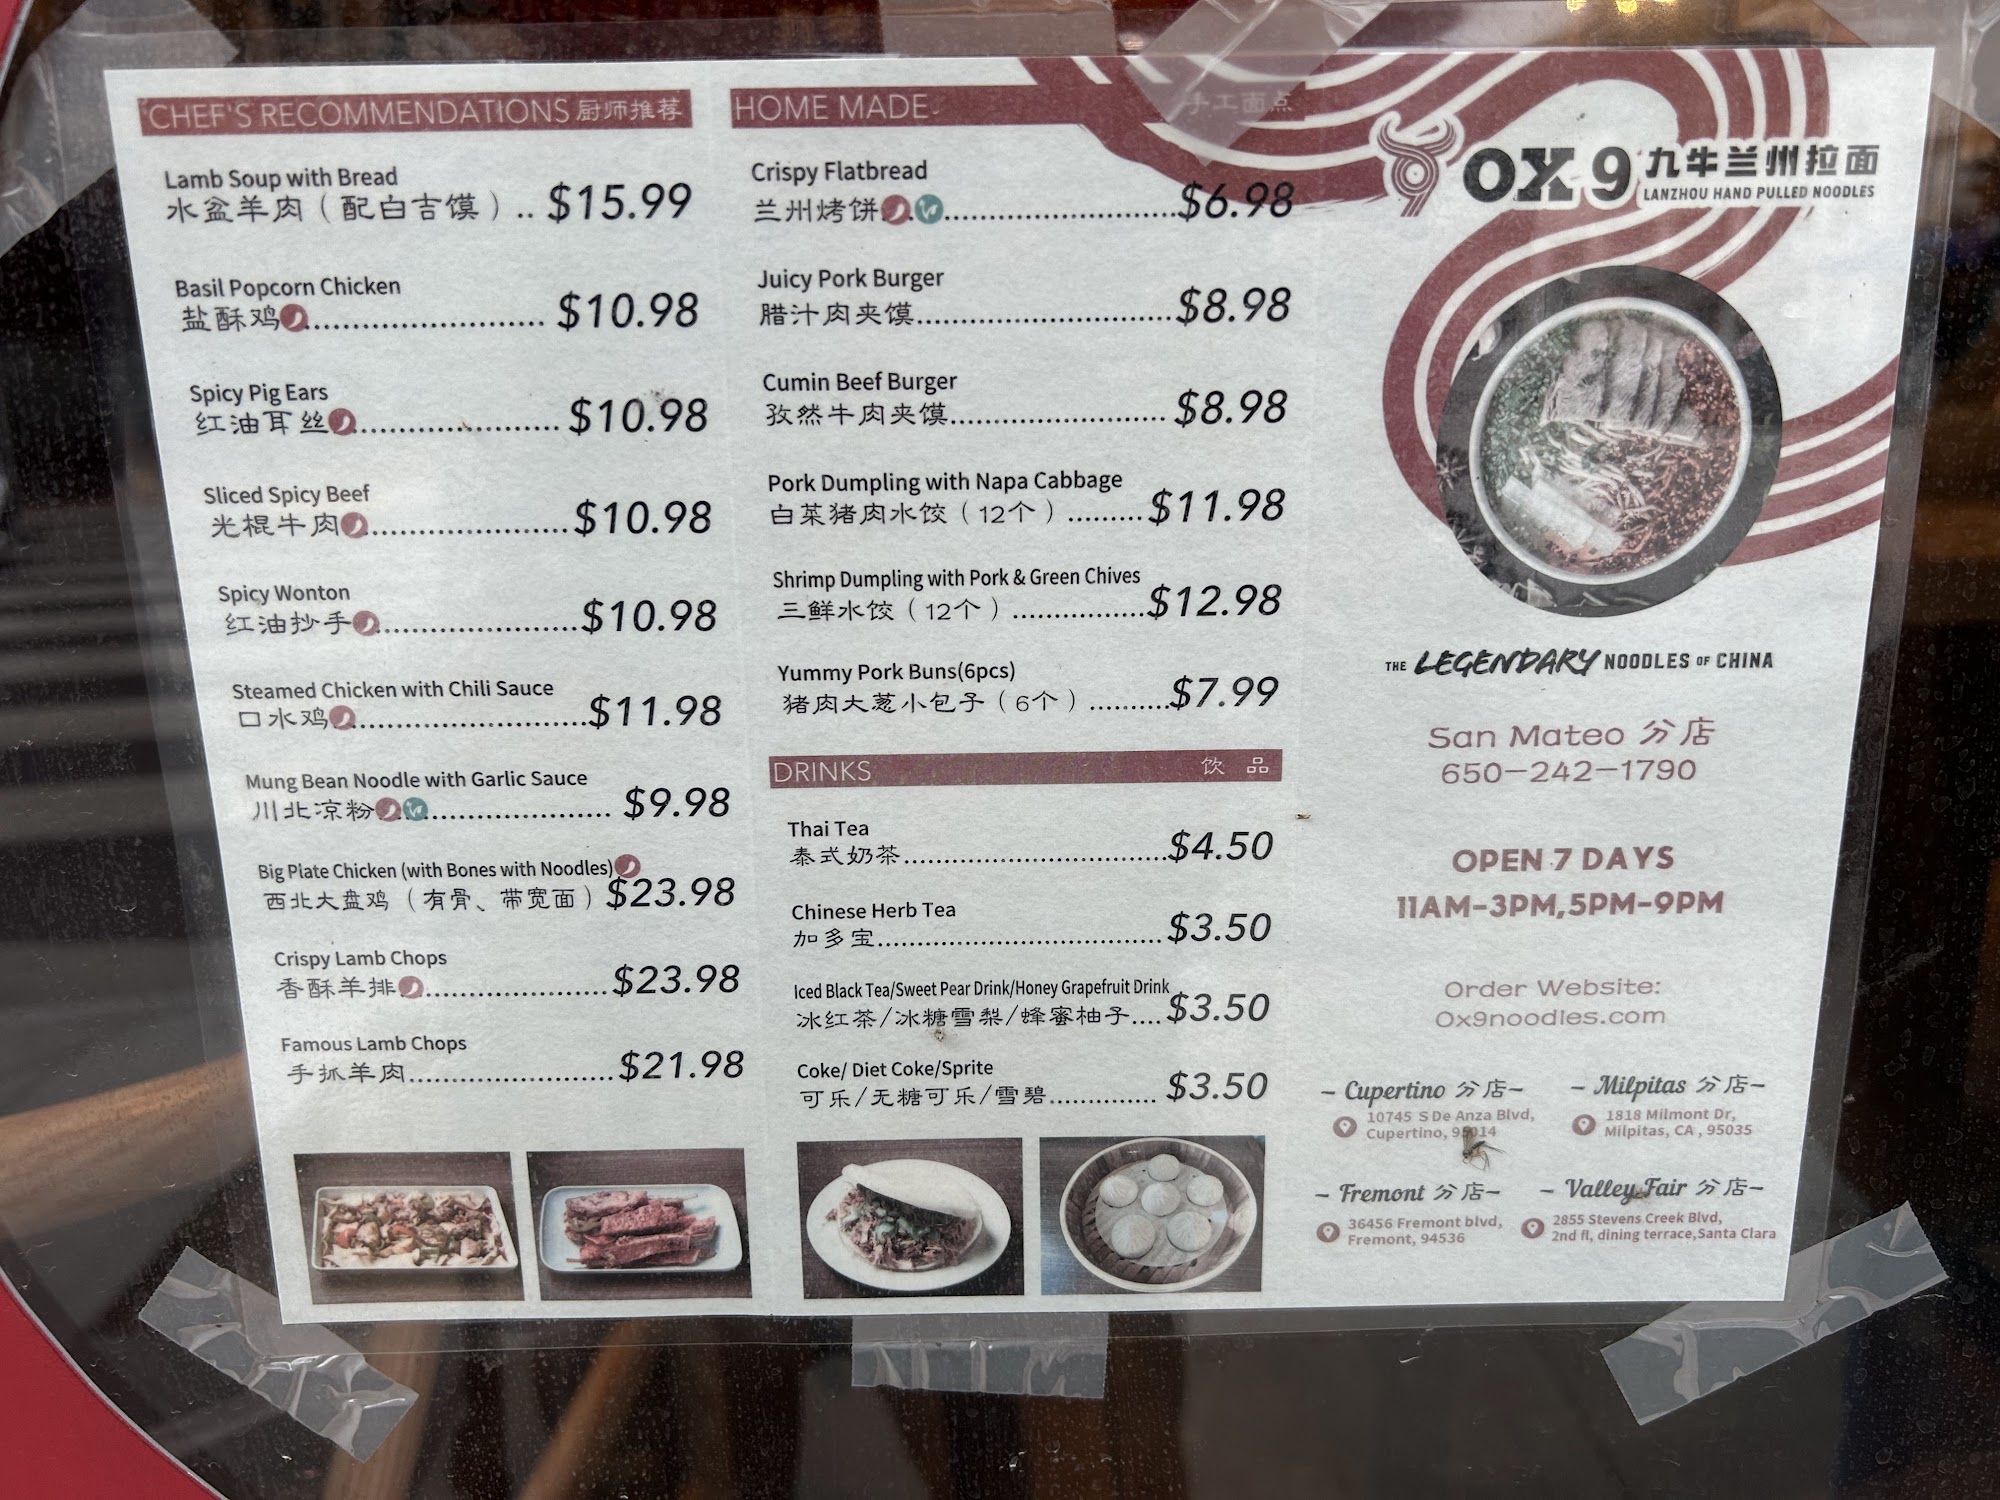 CHEF'S RECOMMENDATIONS 厨师推荐
Lamb Soup with Bread
水盆羊肉（配白吉馍）.. $15.99
Basil Popcorn Chicken
盐酥鸡........................... $10.98
Spicy Pig Ears
红油耳丝....................... $10.98
Sliced Spicy Beef
光棍牛肉......................$10.98
Spicy Wonton
红油抄手.......................$10.98
Steamed Chicken with Chili Sauce
口水鸡..........................$11.98
Mung Bean Noodle with Garlic Sauce
川北凉粉.................... $9.98
Big Plate Chicken (with Bones with Noodles)
西北大盘鸡（有骨、带宽面）$23.98
Crispy Lamb Chops
香酥羊排....................$23.98
Famous Lamb Chops
手抓羊肉......................$21.98
HOME MADE 手工面点
Crispy Flatbread
兰州烤饼..........................$6.98
Juicy Pork Burger
腊汁肉夹馍............................$8.98
Cumin Beef Burger
孜然牛肉夹馍........................ $8.98
Pork Dumpling with Napa Cabbage
白菜猪肉水饺（12个）.........$11.98
Shrimp Dumpling with Pork & Green Chives
三鲜水饺（12个）...............$12.98
Yummy Pork Buns(6pcs)
猪肉大葱小包子（6个）.........$7.99
DRINKS 饮 品
Thai Tea
泰式奶茶..............................$4.50
Chinese Herb Tea
加多宝................................. $3.50
Iced Black Tea/Sweet Pear Drink/Honey Grapefruit Drink
冰红茶/冰糖雪梨/蜂蜜柚子.... $3.50
Coke/ Diet Coke/Sprite
可乐/无糖可乐/雪碧............. $3.50
OX 9 九牛兰州拉面
LANZHOU HAND PULLED NOODLES
THE LEGENDARY NOODLES OF CHINA
San Mateo 分店
650-242-1790
OPEN 7 DAYS
11AM-3PM,5PM-9PM
Order Website:
Ox9noodles.com
~ Cupertino 分店~
10745 S De Anza Blvd,
Cupertino, 95014
~ Milpitas 分店~
1818 Milmont Dr,
Milpitas, CA , 95035
~ Fremont 分店~
36456 Fremont blvd,
Fremont, 94536
~ Valley Fair 分店~
2855 Stevens Creek Blvd,
2nd fl, dining terrace,Santa Clara